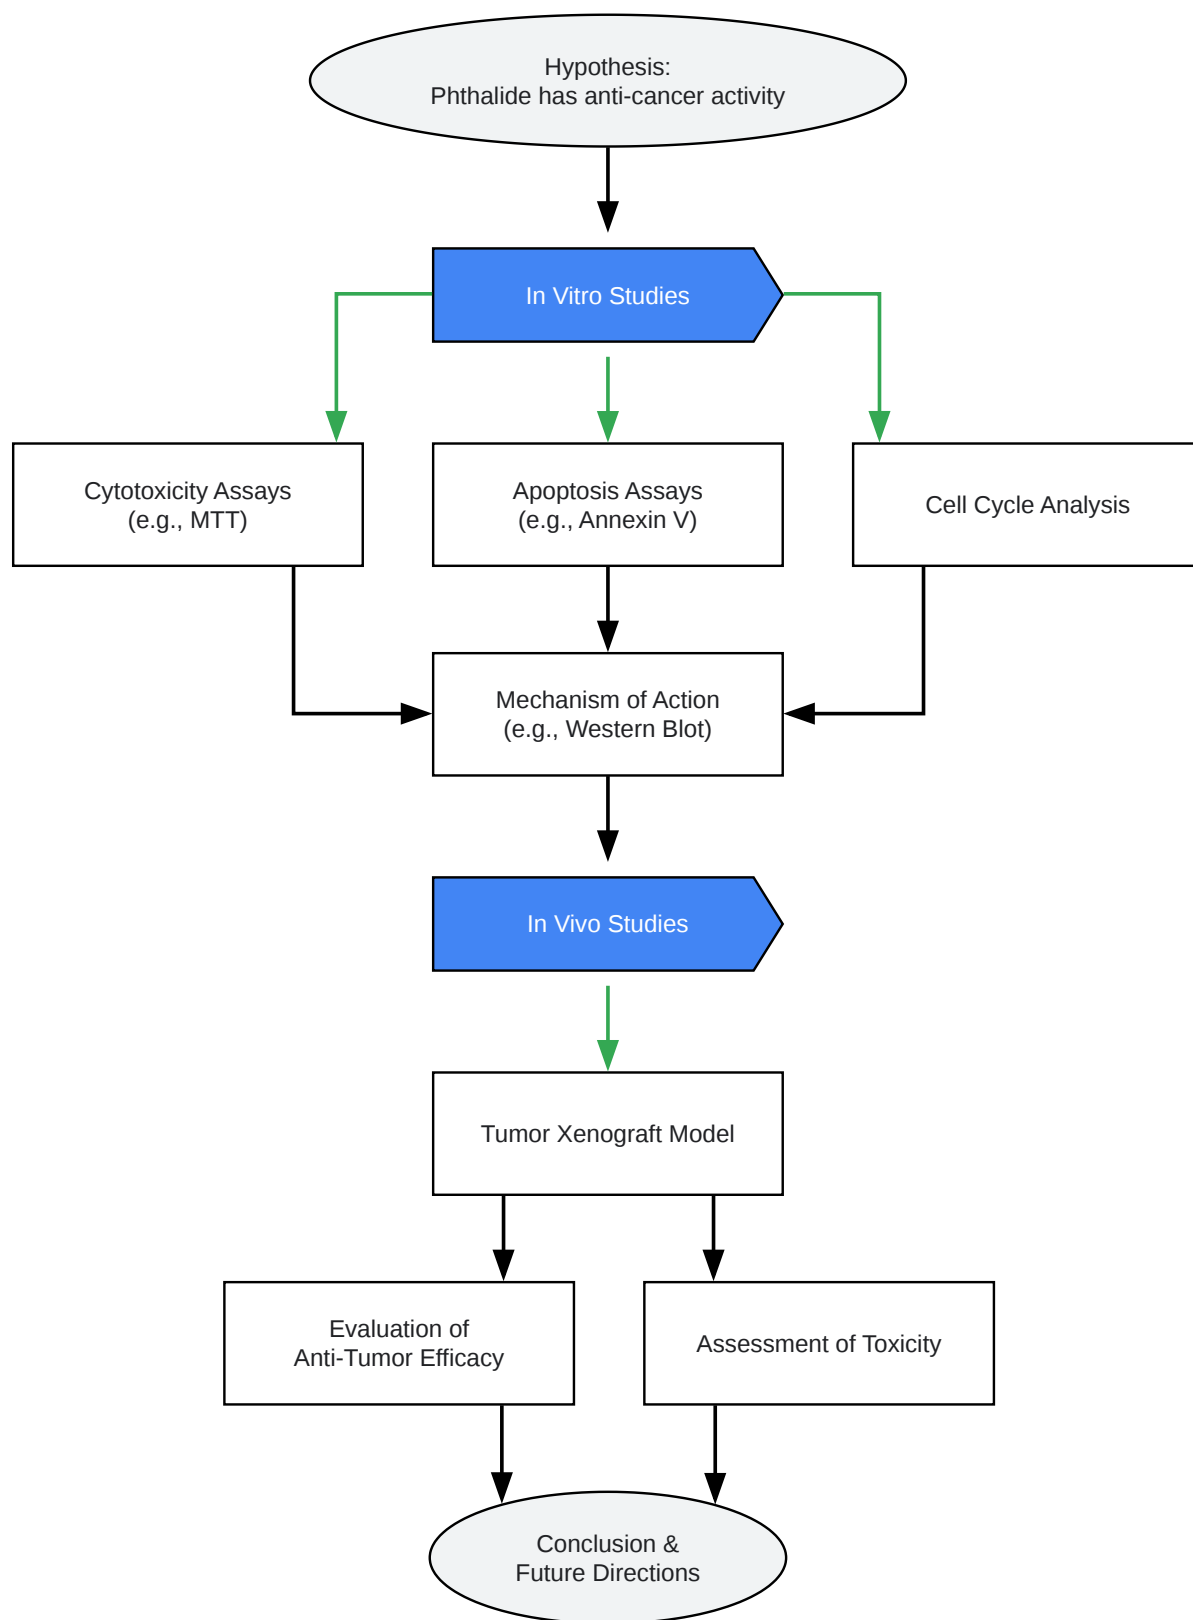 Hypothesis:
Phthalide has anti-cancer activity
In Vitro Studies
Cytotoxicity Assays
(e.g., MTT)
Apoptosis Assays
(e.g., Annexin V)
Cell Cycle Analysis
Mechanism of Action
(e.g., Western Blot)
In Vivo Studies
Tumor Xenograft Model
Evaluation of
Anti-Tumor Efficacy
Assessment of Toxicity
Conclusion &
Future Directions